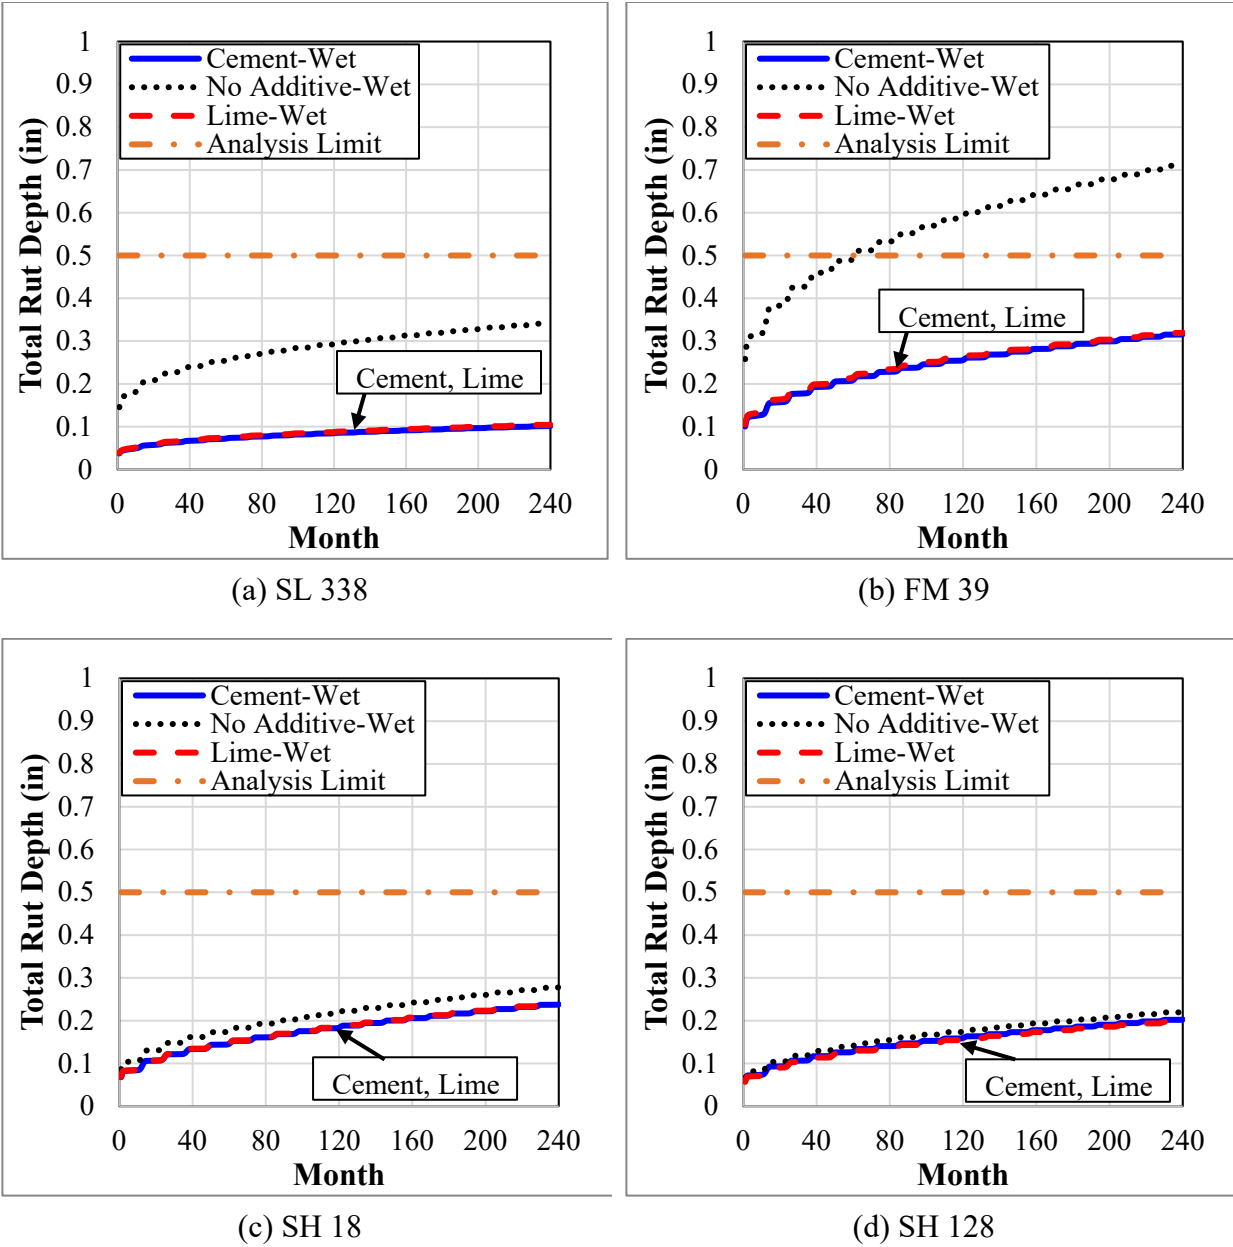 Total Rut Depth (in)
1
0.9
0.8
0.7
0.6
0.5
0.4
0.3
0.2
0.1
0
Cement-Wet
No Additive-Wet
Lime-Wet
Analysis Limit
Cement, Lime
0 40 80 120 160 200 240
Month
(a) SL 338
Total Rut Depth (in)
1
0.9
0.8
0.7
0.6
0.5
0.4
0.3
0.2
0.1
0
Cement-Wet
No Additive-Wet
Lime-Wet
Analysis Limit
Cement, Lime
0 40 80 120 160 200 240
Month
(b) FM 39
Total Rut Depth (in)
1
0.9
0.8
0.7
0.6
0.5
0.4
0.3
0.2
0.1
0
Cement-Wet
No Additive-Wet
Lime-Wet
Analysis Limit
Cement, Lime
0 40 80 120 160 200 240
Month
(c) SH 18
Total Rut Depth (in)
1
0.9
0.8
0.7
0.6
0.5
0.4
0.3
0.2
0.1
0
Cement-Wet
No Additive-Wet
Lime-Wet
Analysis Limit
Cement, Lime
0 40 80 120 160 200 240
Month
(d) SH 128